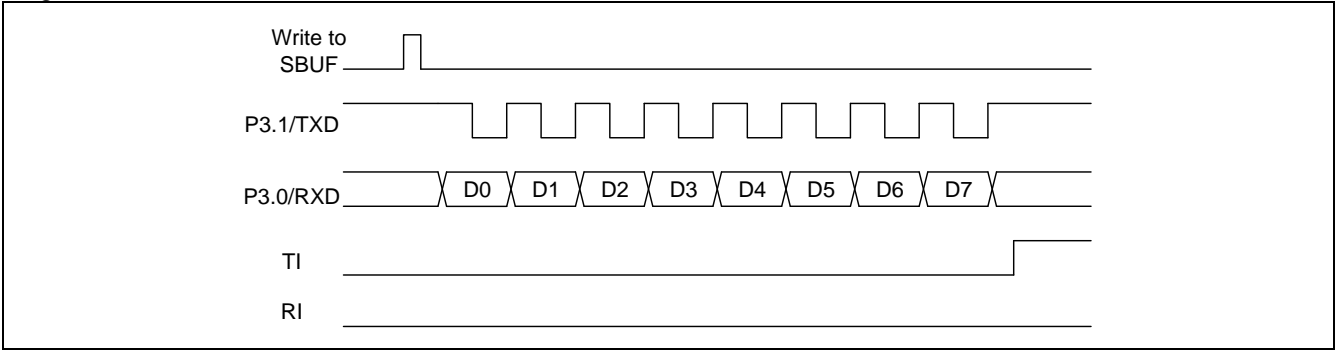 Write to
SBUF
P3.1/TXD
P3.0/RXD D0 D1 D2 D3 D4 D5 D6 D7
TI
RI